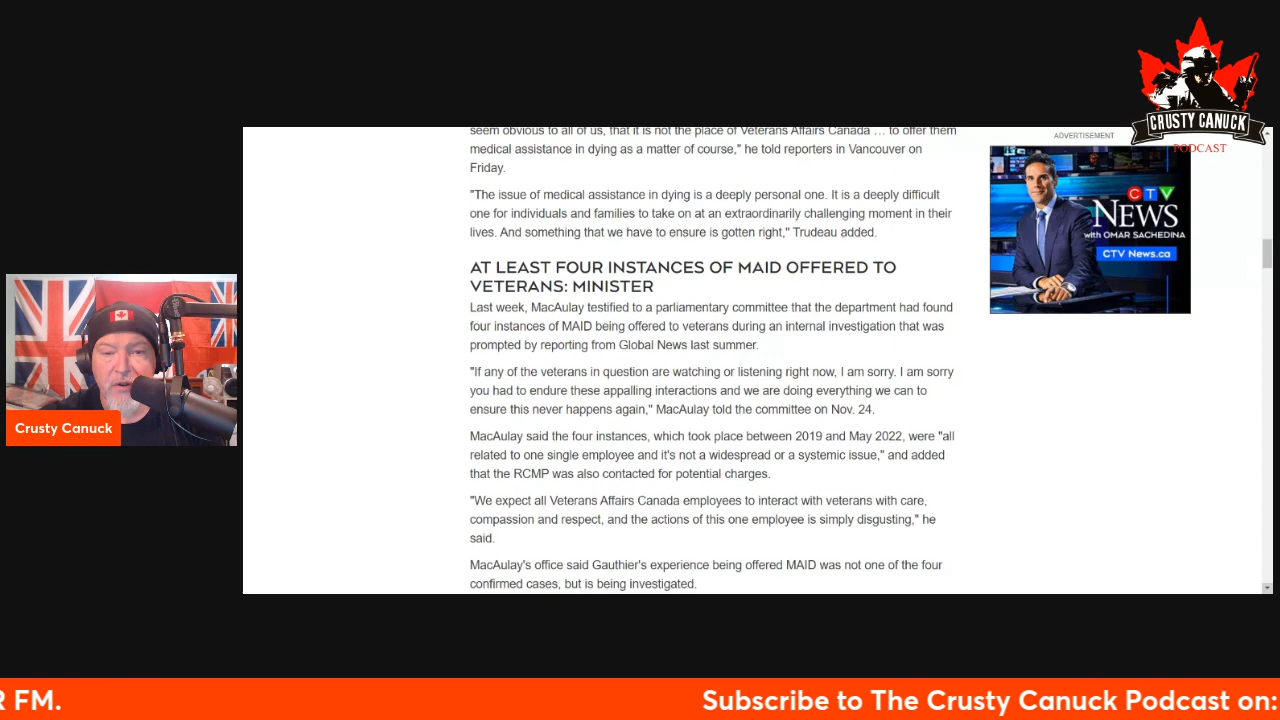 seem obvious to all of us, that it is not the place of Veterans Affairs Canada … to offer them
medical assistance in dying as a matter of course," he told reporters in Vancouver on
Friday.
"The issue of medical assistance in dying is a deeply personal one. It is a deeply difficult
one for individuals and families to take on at an extraordinarily challenging moment in their
lives. And something that we have to ensure is gotten right," Trudeau added.
AT LEAST FOUR INSTANCES OF MAID OFFERED TO
VETERANS: MINISTER
Last week, MacAulay testified to a parliamentary committee that the department had found
four instances of MAID being offered to veterans during an internal investigation that was
prompted by reporting from Global News last summer.
"If any of the veterans in question are watching or listening right now, I am sorry. I am sorry
you had to endure these appalling interactions and we are doing everything we can to
ensure this never happens again," MacAulay told the committee on Nov. 24.
MacAulay said the four instances, which took place between 2019 and May 2022, were "all
related to one single employee and it's not a widespread or a systemic issue," and added
that the RCMP was also contacted for potential charges.
"We expect all Veterans Affairs Canada employees to interact with veterans with care,
compassion and respect, and the actions of this one employee is simply disgusting," he
said.
MacAulay's office said Gauthier's experience being offered MAID was not one of the four
confirmed cases, but is being investigated.
ADVERTISEMENT
CTV
NEWS
with OMAR SACHEDINA
CTV News.ca
CRUSTY CANUCK
PODCAST
Crusty Canuck
R FM.
Subscribe to The Crusty Canuck Podcast on: